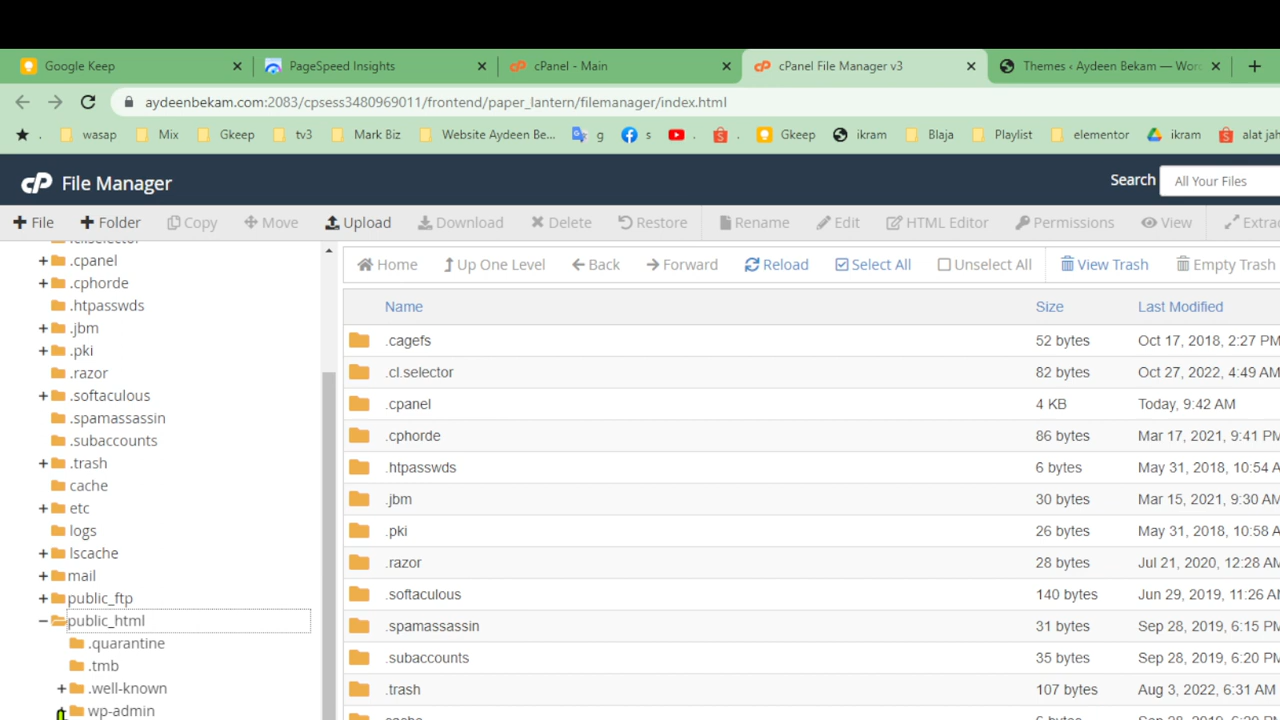 Google Keep PageSpeed Insights cPanel - Main cPanel File Manager v3 Themes ‹ Aydeen Bekam — Wor
aydeenbekam.com:2083/cpsess3480969011/frontend/paper_lantern/filemanager/index.html
. wasap Mix Gkeep tv3 Mark Biz Website Aydeen Be... g s . . Gkeep ikram Blaja Playlist elementor ikram alat jah
cP File Manager Search All Your Files
File Folder Copy Move Upload Download Delete Restore Rename Edit HTML Editor Permissions View Extrac
Home Up One Level Back Forward Reload Select All Unselect All View Trash Empty Trash
Name Size Last Modified
.cl.selector
.cpanel
.cphorde
.htpasswds
.jbm
.pki
.razor
.softaculous
.spamassassin
.subaccounts
.trash
cache
etc
logs
lscache
mail
public_ftp
public_html
.quarantine
.tmb
.well-known
wp-admin
.cagefs 52 bytes Oct 17, 2018, 2:27 PM
.cl.selector 82 bytes Oct 27, 2022, 4:49 AM
.cpanel 4 KB Today, 9:42 AM
.cphorde 86 bytes Mar 17, 2021, 9:41 PM
.htpasswds 6 bytes May 31, 2018, 10:54 A
.jbm 30 bytes Mar 15, 2021, 9:30 AM
.pki 26 bytes May 31, 2018, 10:58 A
.razor 28 bytes Jul 21, 2020, 12:28 AM
.softaculous 140 bytes Jun 29, 2019, 11:26 A
.spamassassin 31 bytes Sep 28, 2019, 6:15 PM
.subaccounts 35 bytes Sep 28, 2019, 6:20 PM
.trash 107 bytes Aug 3, 2022, 6:31 AM